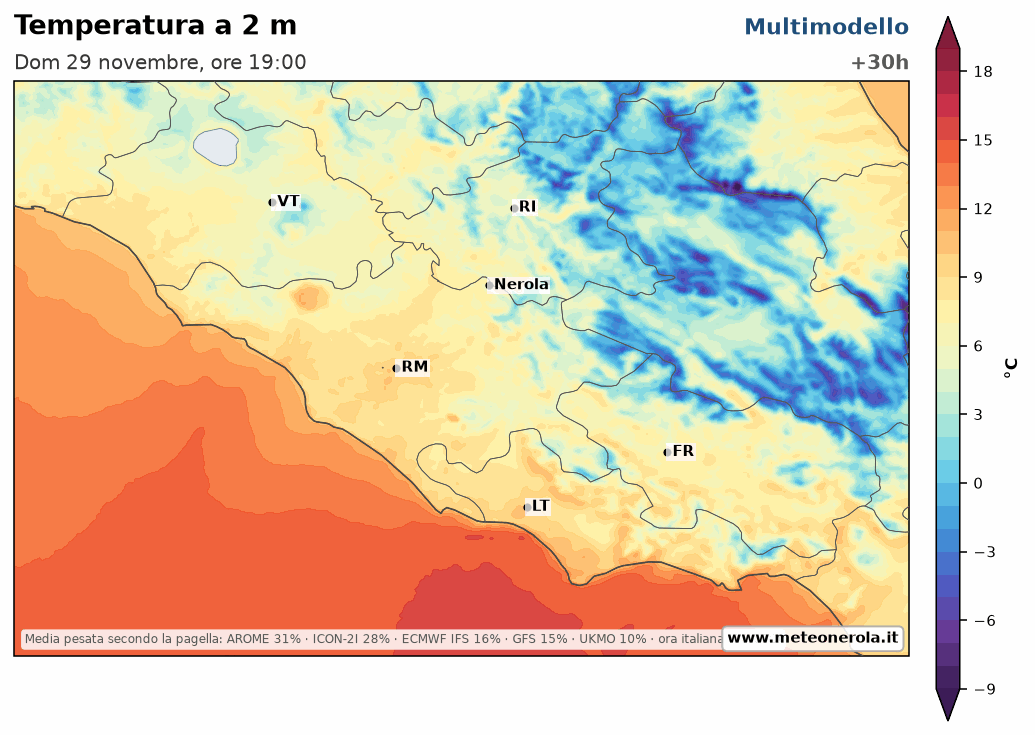 Temperatura a 2 m
Multimodello
Dom 29 novembre, ore 19:00
+30h
VT
RI
Nerola
RM
FR
LT
Media pesata secondo la pagella: AROME 31% · ICON-2I 28% · ECMWF IFS 16% · GFS 15% · UKMO 10% · ora italiana
www.meteonerola.it
18
15
12
9
6
3
0
−3
−6
−9
°C